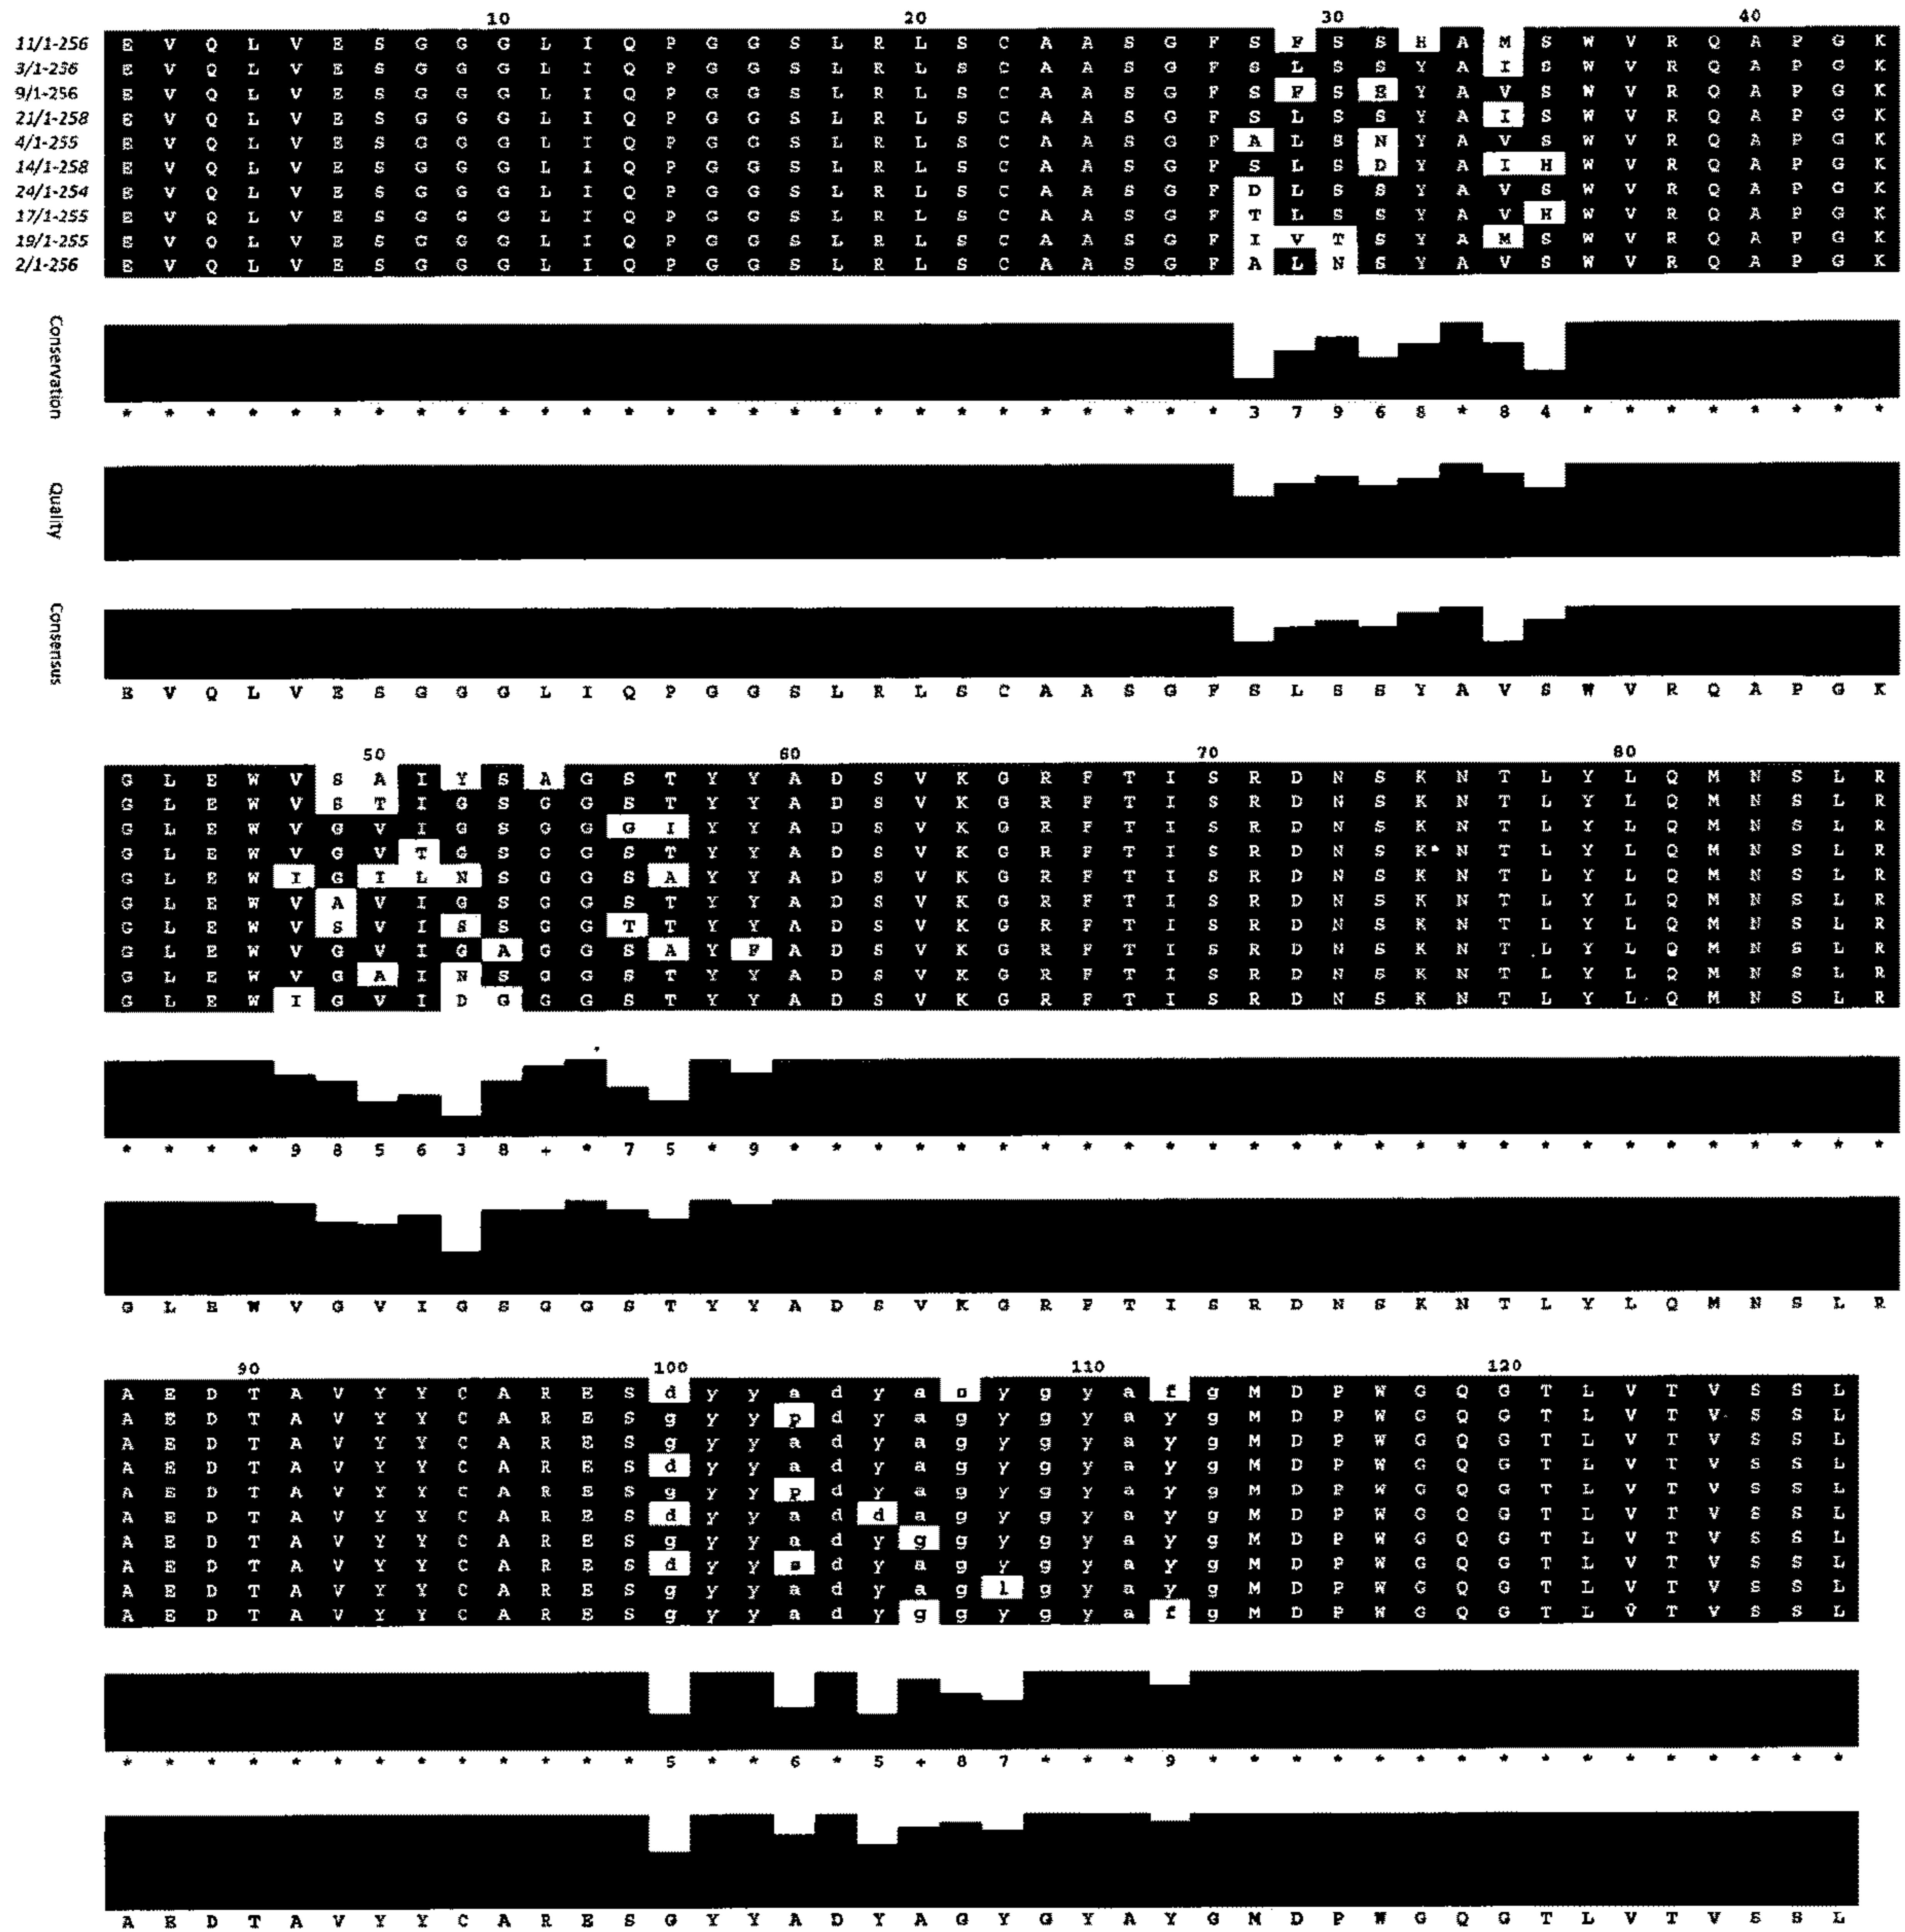 10 20 30 40
11/1-256 E V Q L V E S G G G L I Q P G G S L R L S C A A S G F S F S S H A M S W V R Q A P G K
3/1-256 E V Q L V E S G G G L I Q P G G S L R L S C A A S G F S L S S Y A I S W V R Q A P G K
9/1-256 E V Q L V E S G G G L I Q P G G S L R L S C A A S G F S F S E Y A V S W V R Q A P G K
21/1-258 E V Q L V E S G G G L I Q P G G S L R L S C A A S G F S L S S Y A I S W V R Q A P G K
4/1-255 E V Q L V E S G G G L I Q P G G S L R L S C A A S G F A L S N Y A V S W V R Q A P G K
14/1-258 E V Q L V E S G G G L I Q P G G S L R L S C A A S G F S L S D Y A I H W V R Q A P G K
24/1-254 E V Q L V E S G G G L I Q P G G S L R L S C A A S G F D L S S Y A V S W V R Q A P G K
17/1-255 E V Q L V E S G G G L I Q P G G S L R L S C A A S G F T L S S Y A V H W V R Q A P G K
19/1-255 E V Q L V E S G G G L I Q P G G S L R L S C A A S G F I V T S Y A M S W V R Q A P G K
2/1-256 E V Q L V E S G G G L I Q P G G S L R L S C A A S G F A L N S Y A V S W V R Q A P G K
Conservation
* * * * * * * * * * * * * * * * * * * * * * * * * * * 3 7 9 6 8 * 8 4 * * * * * * * *
Quality
Consensus
E V Q L V E S G G G L I Q P G G S L R L S C A A S G F S L S S Y A V S W V R Q A P G K
50 60 70 80
G L E W V S A I Y S A G S T Y Y A D S V K G R F T I S R D N S K N T L Y L Q M N S L R
G L E W V S T I G S G G S T Y Y A D S V K G R F T I S R D N S K N T L Y L Q M N S L R
G L E W V G V I G S G G G I Y Y A D S V K G R F T I S R D N S K N T L Y L Q M N S L R
G L E W V G V T G S G G S T Y Y A D S V K G R F T I S R D N S K N T L Y L Q M N S L R
G L E W I G I L N S G G S A Y Y A D S V K G R F T I S R D N S K N T L Y L Q M N S L R
G L E W V A V I G S G G S T Y Y A D S V K G R F T I S R D N S K N T L Y L Q M N S L R
G L E W V S V I S S G G T T Y Y A D S V K G R F T I S R D N S K N T L Y L Q M N S L R
G L E W V G V I G A G G S A Y F A D S V K G R F T I S R D N S K N T L Y L Q M N S L R
G L E W V G A I N S G G S T Y Y A D S V K G R F T I S R D N S K N T L Y L Q M N S L R
G L E W I G V I D G G G S T Y Y A D S V K G R F T I S R D N S K N T L Y L Q M N S L R
* * * * 9 8 5 6 3 8 + * 7 5 * 9 * * * * * * * * * * * * * * * * * * * * * * * * * * *
G L E W V G V I G S G G S T Y Y A D S V K G R F T I S R D N S K N T L Y L Q M N S L R
90 100 110 120
A E D T A V Y Y C A R E S d y y a d y a s y g y a f g M D P W G Q G T L V T V S S L
A E D T A V Y Y C A R E S g y y p d y a g y g y a y g M D P W G Q G T L V T V S S L
A E D T A V Y Y C A R E S g y y a d y a g y g y a y g M D P W G Q G T L V T V S S L
A E D T A V Y Y C A R E S d y y a d y a g y g y a y g M D P W G Q G T L V T V S S L
A E D T A V Y Y C A R E S g y y p d y a g y g y a y g M D P W G Q G T L V T V S S L
A E D T A V Y Y C A R E S d y y a d d a g y g y a y g M D P W G Q G T L V T V S S L
A E D T A V Y Y C A R E S g y y a d y g g y g y a y g M D P W G Q G T L V T V S S L
A E D T A V Y Y C A R E S d y y s d y a g y g y a y g M D P W G Q G T L V T V S S L
A E D T A V Y Y C A R E S g y y a d y a g l g y a y g M D P W G Q G T L V T V S S L
A E D T A V Y Y C A R E S g y y a d y g g y g y a f g M D P W G Q G T L V T V S S L
* * * * * * * * * * * * * 5 * * 6 * 5 + 8 7 * * * 9 * * * * * * * * * * * * * * * *
A E D T A V Y Y C A R E S G Y Y A D Y A G Y G Y A Y G M D P W G Q G T L V T V S S L